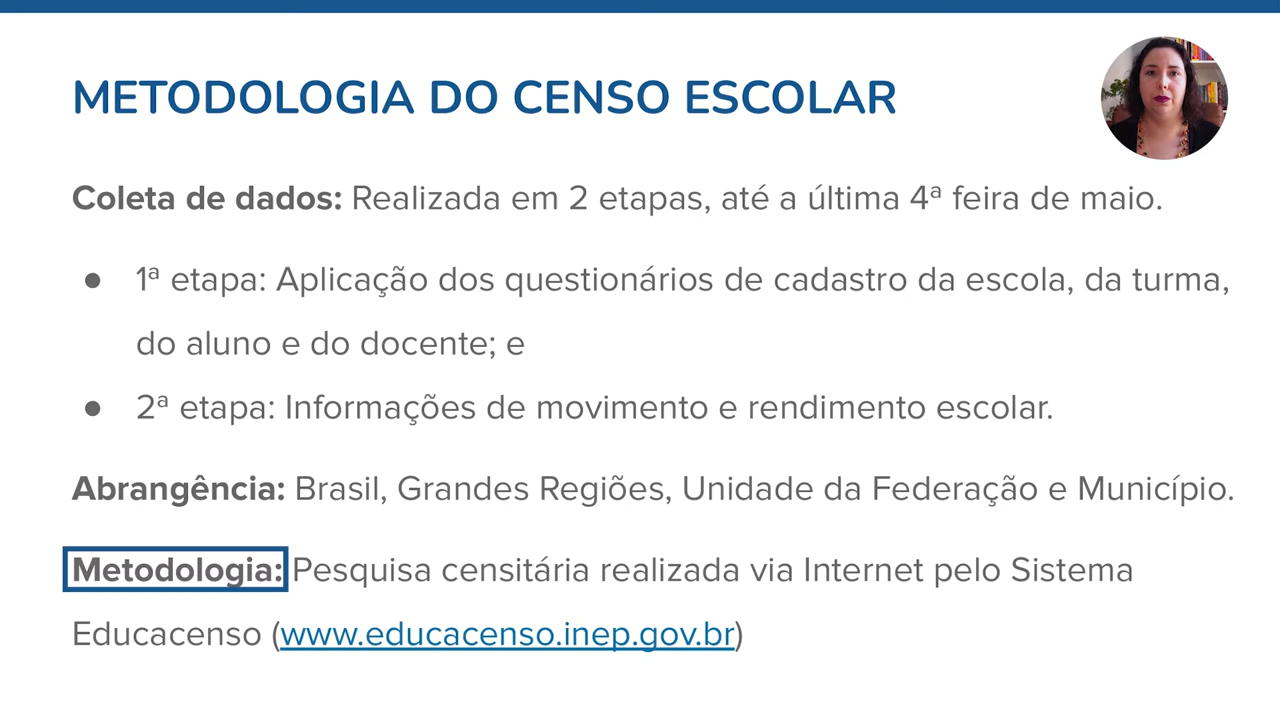 METODOLOGIA DO CENSO ESCOLAR
Coleta de dados: Realizada em 2 etapas, até a última 4ª feira de maio.
● 1ª etapa: Aplicação dos questionários de cadastro da escola, da turma,
do aluno e do docente; e
● 2ª etapa: Informações de movimento e rendimento escolar.
Abrangência: Brasil, Grandes Regiões, Unidade da Federação e Município.
Metodologia: Pesquisa censitária realizada via Internet pelo Sistema
Educacenso (www.educacenso.inep.gov.br)